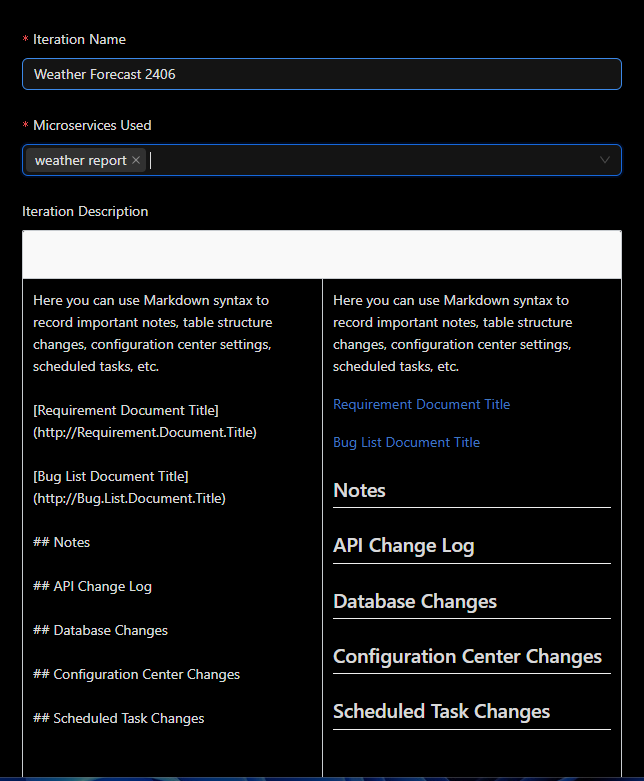 * Iteration Name
Weather Forecast 2406
* Microservices Used
weather report ×
Iteration Description
Here you can use Markdown syntax to
record important notes, table structure
changes, configuration center settings,
scheduled tasks, etc.
[Requirement Document Title]
(http://Requirement.Document.Title)
[Bug List Document Title]
(http://Bug.List.Document.Title)
## Notes
## API Change Log
## Database Changes
## Configuration Center Changes
## Scheduled Task Changes
Here you can use Markdown syntax to
record important notes, table structure
changes, configuration center settings,
scheduled tasks, etc.
Requirement Document Title
Bug List Document Title
Notes
API Change Log
Database Changes
Configuration Center Changes
Scheduled Task Changes